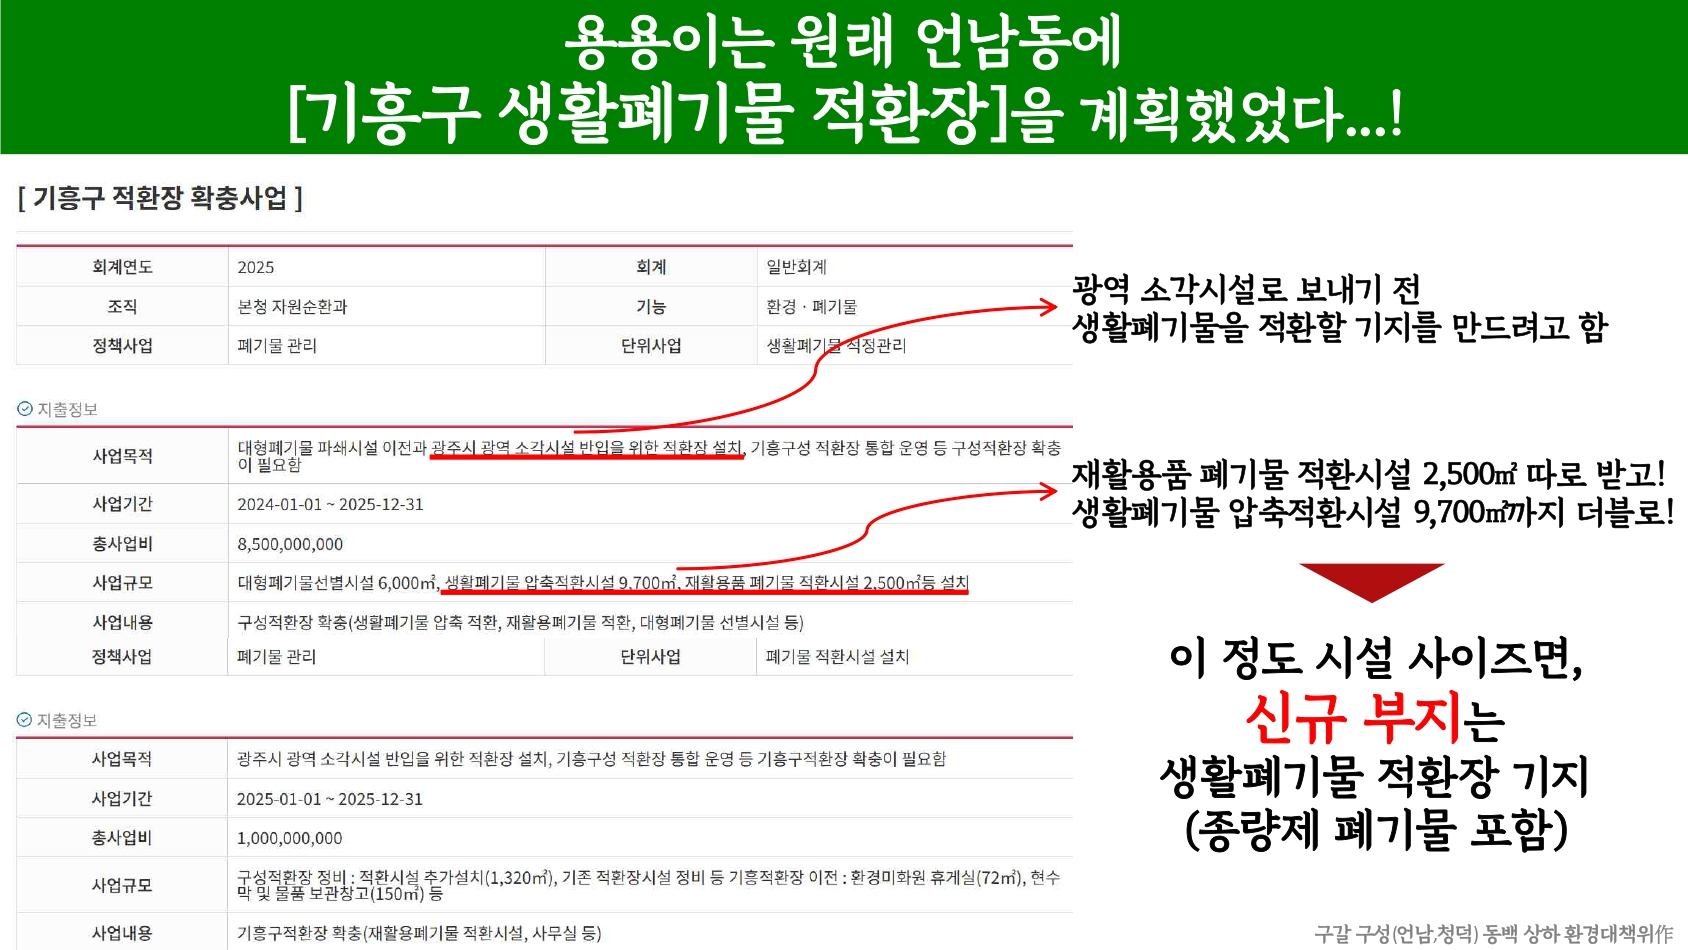 용용이는 원래 언남동에
[기흥구 생활폐기물 적환장]을 계획했었다...!
[ 기흥구 적환장 확충사업 ]
회계연도 2025 회계 일반회계
조직 본청 자원순환과 기능 환경 · 폐기물
정책사업 폐기물 관리 단위사업 생활폐기물 적정관리
지출정보
사업목적 대형폐기물 파쇄시설 이전과 광주시 광역 소각시설 반입을 위한 적환장 설치, 기흥구성 적환장 통합 운영 등 구성적환장 확충
이 필요함
사업기간 2024-01-01 ~ 2025-12-31
총사업비 8,500,000,000
사업규모 대형폐기물선별시설 6,000㎡, 생활폐기물 압축적환시설 9,700㎡, 재활용품 폐기물 적환시설 2,500㎡등 설치
사업내용 구성적환장 확충(생활폐기물 압축 적환, 재활용폐기물 적환, 대형폐기물 선별시설 등)
정책사업 폐기물 관리 단위사업 폐기물 적환시설 설치
지출정보
사업목적 광주시 광역 소각시설 반입을 위한 적환장 설치, 기흥구성 적환장 통합 운영 등 기흥구적환장 확충이 필요함
사업기간 2025-01-01 ~ 2025-12-31
총사업비 1,000,000,000
사업규모 구성적환장 정비 : 적환시설 추가설치(1,320㎡), 기존 적환장시설 정비 등 기흥적환장 이전 : 환경미화원 휴게실(72㎡), 현수
막 및 물품 보관창고(150㎡) 등
사업내용 기흥구적환장 확충(재활용폐기물 적환시설, 사무실 등)
광역 소각시설로 보내기 전
생활폐기물을 적환할 기지를 만드려고 함
재활용품 폐기물 적환시설 2,500㎡ 따로 받고!
생활폐기물 압축적환시설 9,700㎡까지 더블로!
이 정도 시설 사이즈면,
신규 부지는
생활폐기물 적환장 기지
(종량제 폐기물 포함)
구갈 구성(언남,청덕) 동백 상하 환경대책위作